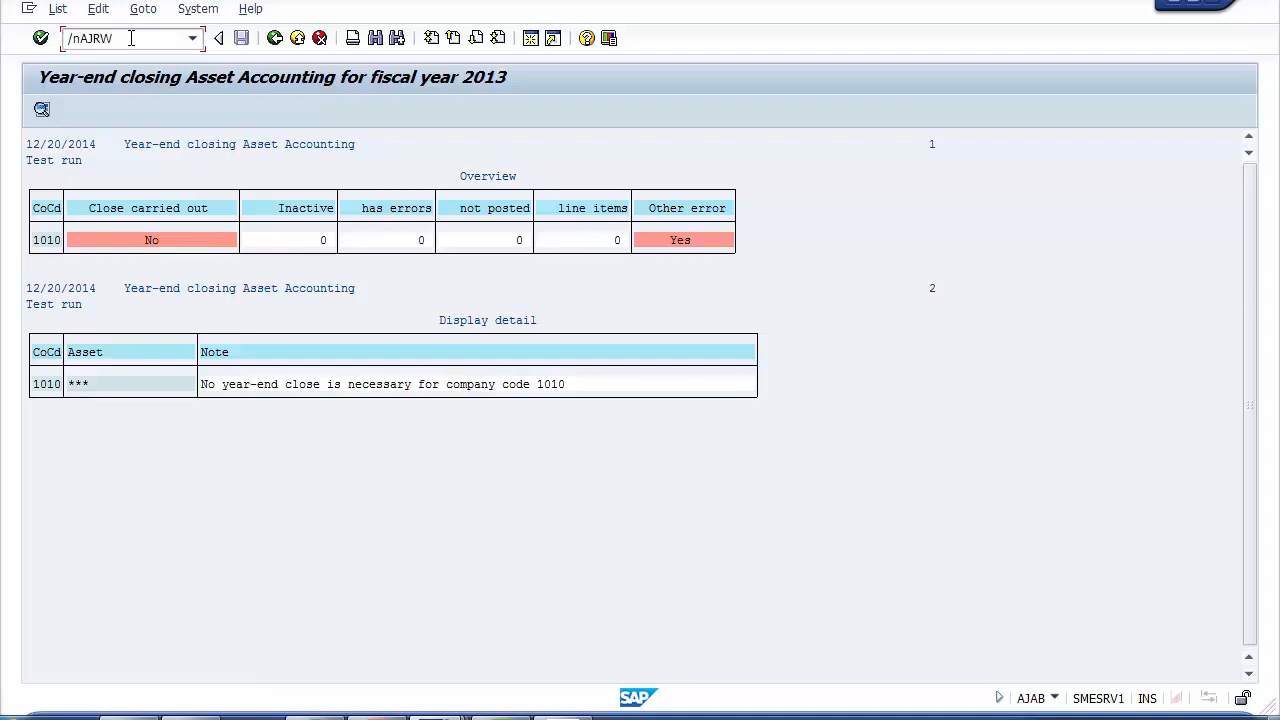 List Edit Goto System Help
/nAJRW
Year-end closing Asset Accounting for fiscal year 2013
12/20/2014 Year-end closing Asset Accounting 1
Test run
Overview
CoCd Close carried out Inactive has errors not posted line items Other error
1010 No 0 0 0 0 Yes
12/20/2014 Year-end closing Asset Accounting 2
Test run
Display detail
CoCd Asset Note
1010 *** No year-end close is necessary for company code 1010
SAP AJAB SMESRV1 INS